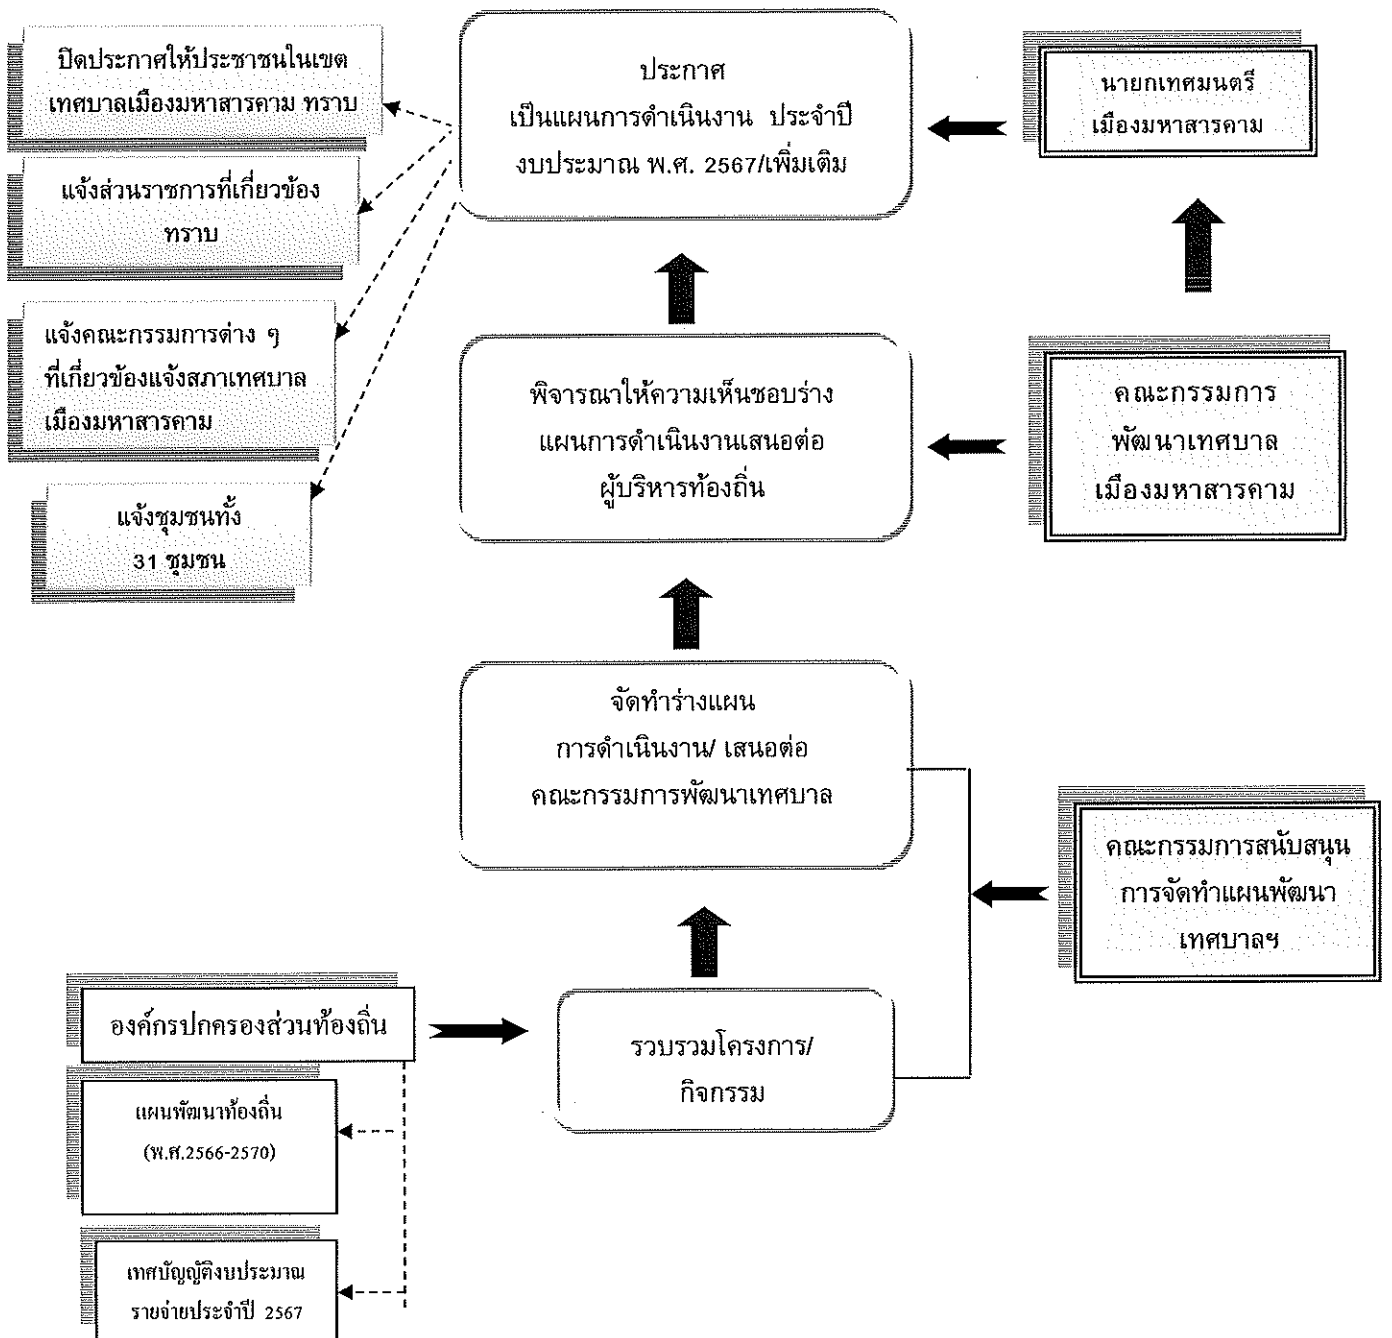 ปิดประกาศให้ประชาชนในเขต
เทศบาลเมืองมหาสารคาม ทราบ
แจ้งส่วนราชการที่เกี่ยวข้อง
ทราบ
แจ้งคณะกรรมการต่าง ๆ
ที่เกี่ยวข้องแจ้งสภาเทศบาล
เมืองมหาสารคาม
แจ้งชุมชนทั้ง
31 ชุมชน
ประกาศ
เป็นแผนการดำเนินงาน ประจำปี
งบประมาณ พ.ศ. 2567/เพิ่มเติม
นายกเทศมนตรี
เมืองมหาสารคาม
พิจารณาให้ความเห็นชอบร่าง
แผนการดำเนินงานเสนอต่อ
ผู้บริหารท้องถิ่น
คณะกรรมการ
พัฒนาเทศบาล
เมืองมหาสารคาม
จัดทำร่างแผน
การดำเนินงาน/ เสนอต่อ
คณะกรรมการพัฒนาเทศบาล
คณะกรรมการสนับสนุน
การจัดทำแผนพัฒนา
เทศบาลฯ
องค์กรปกครองส่วนท้องถิ่น
รวบรวมโครงการ/
กิจกรรม
แผนพัฒนาท้องถิ่น
(พ.ศ.2566-2570)
เทศบัญญัติงบประมาณ
รายจ่ายประจำปี 2567